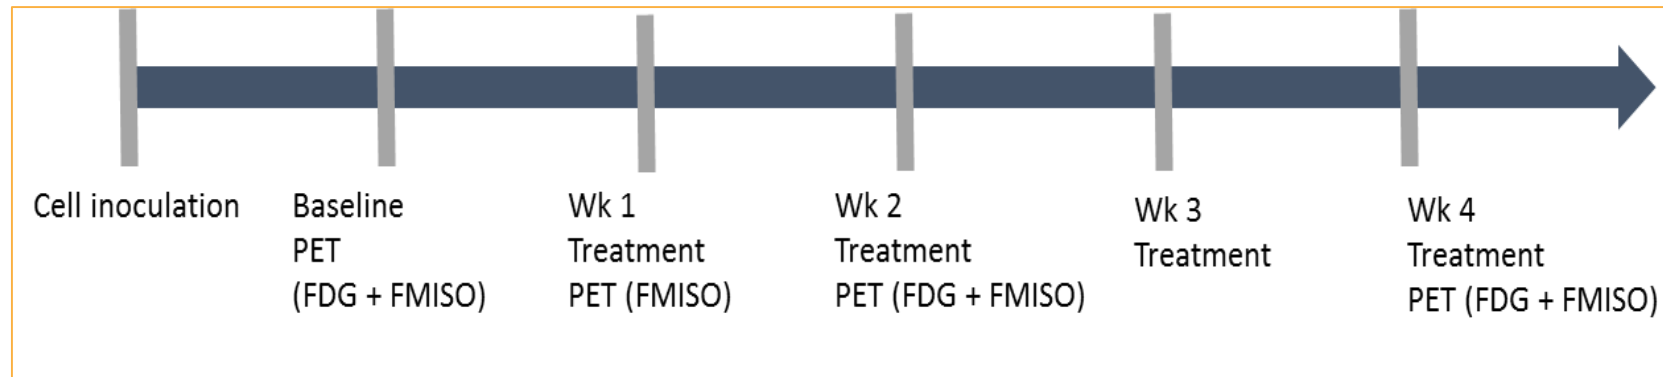 Cell inoculation
Baseline
PET
(FDG + FMISO)
Wk 1
Treatment
PET (FMISO)
Wk 2
Treatment
PET (FDG + FMISO)
Wk 3
Treatment
Wk 4
Treatment
PET (FDG + FMISO)